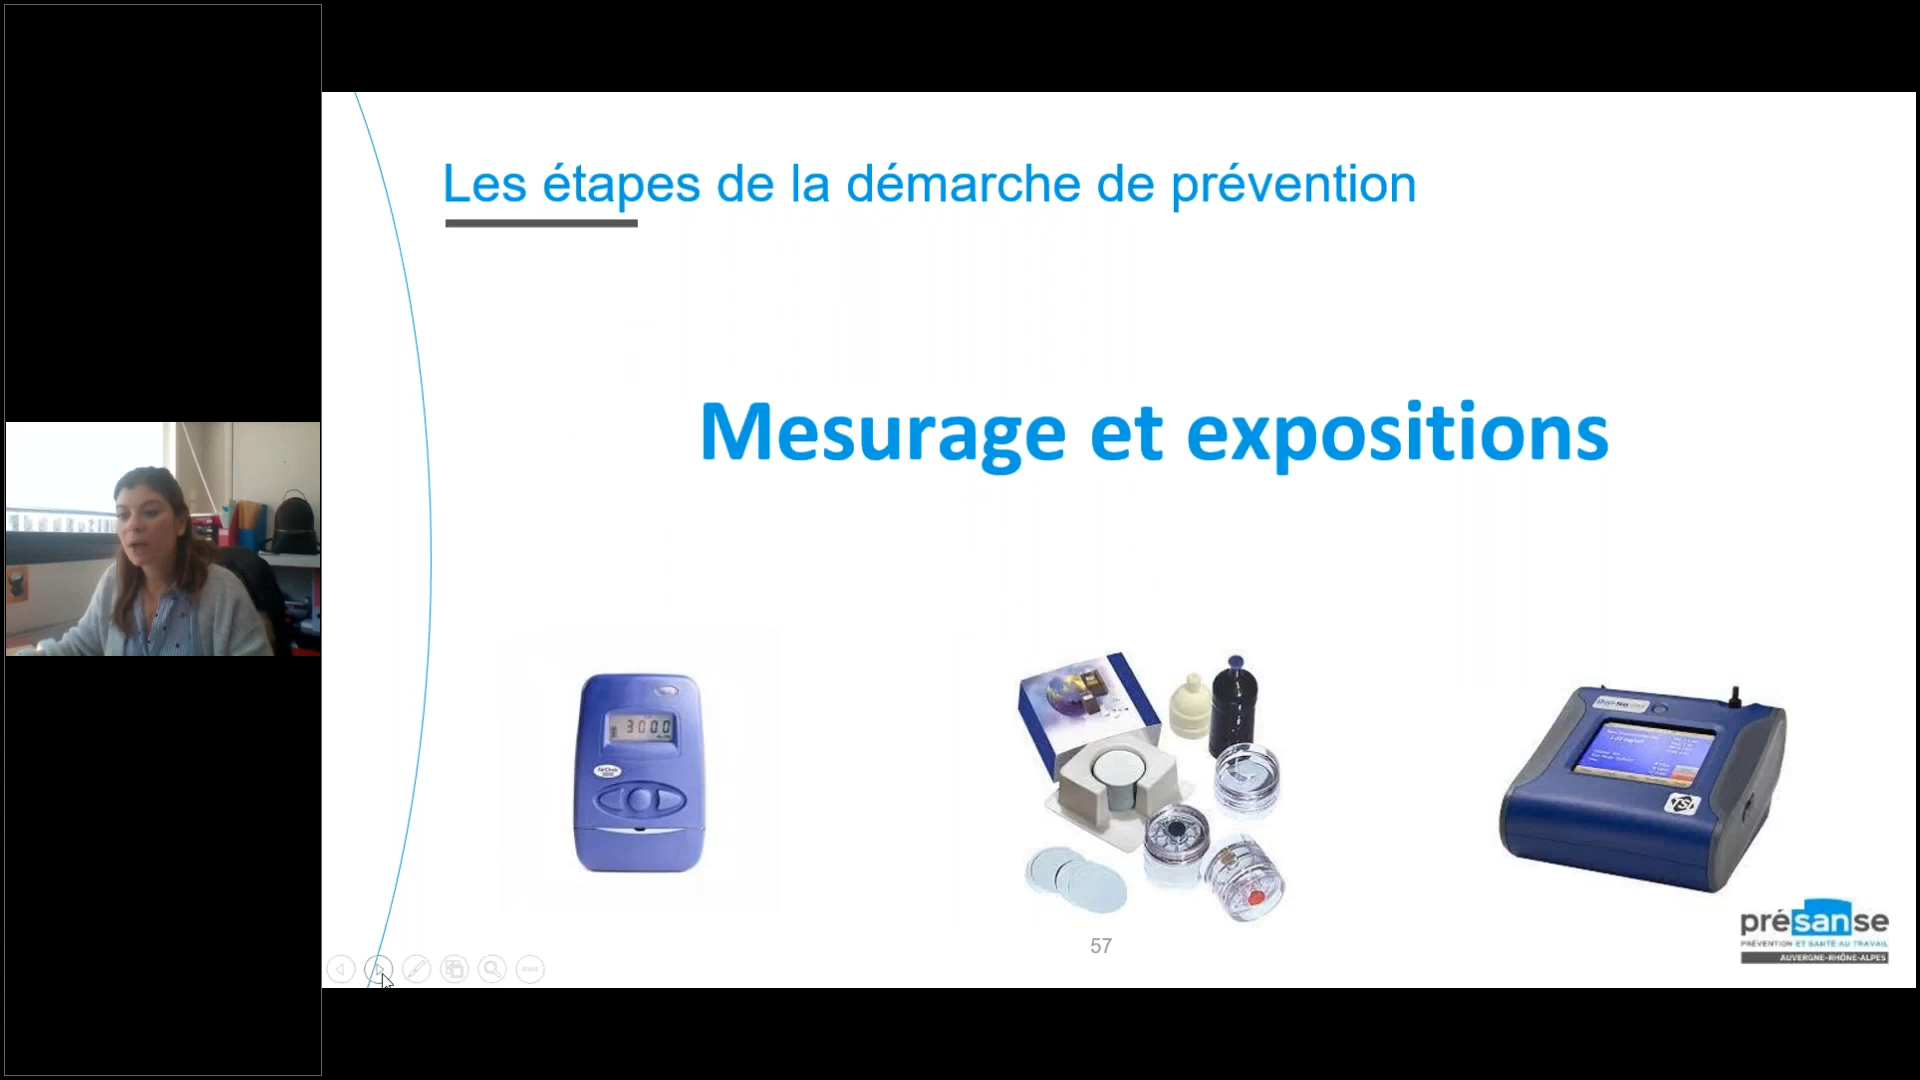 Les étapes de la démarche de prévention
Mesurage et expositions
3000
TSI
57
présanse
PRÉVENTION ET SANTÉ AU TRAVAIL
AUVERGNE-RHÔNE-ALPES